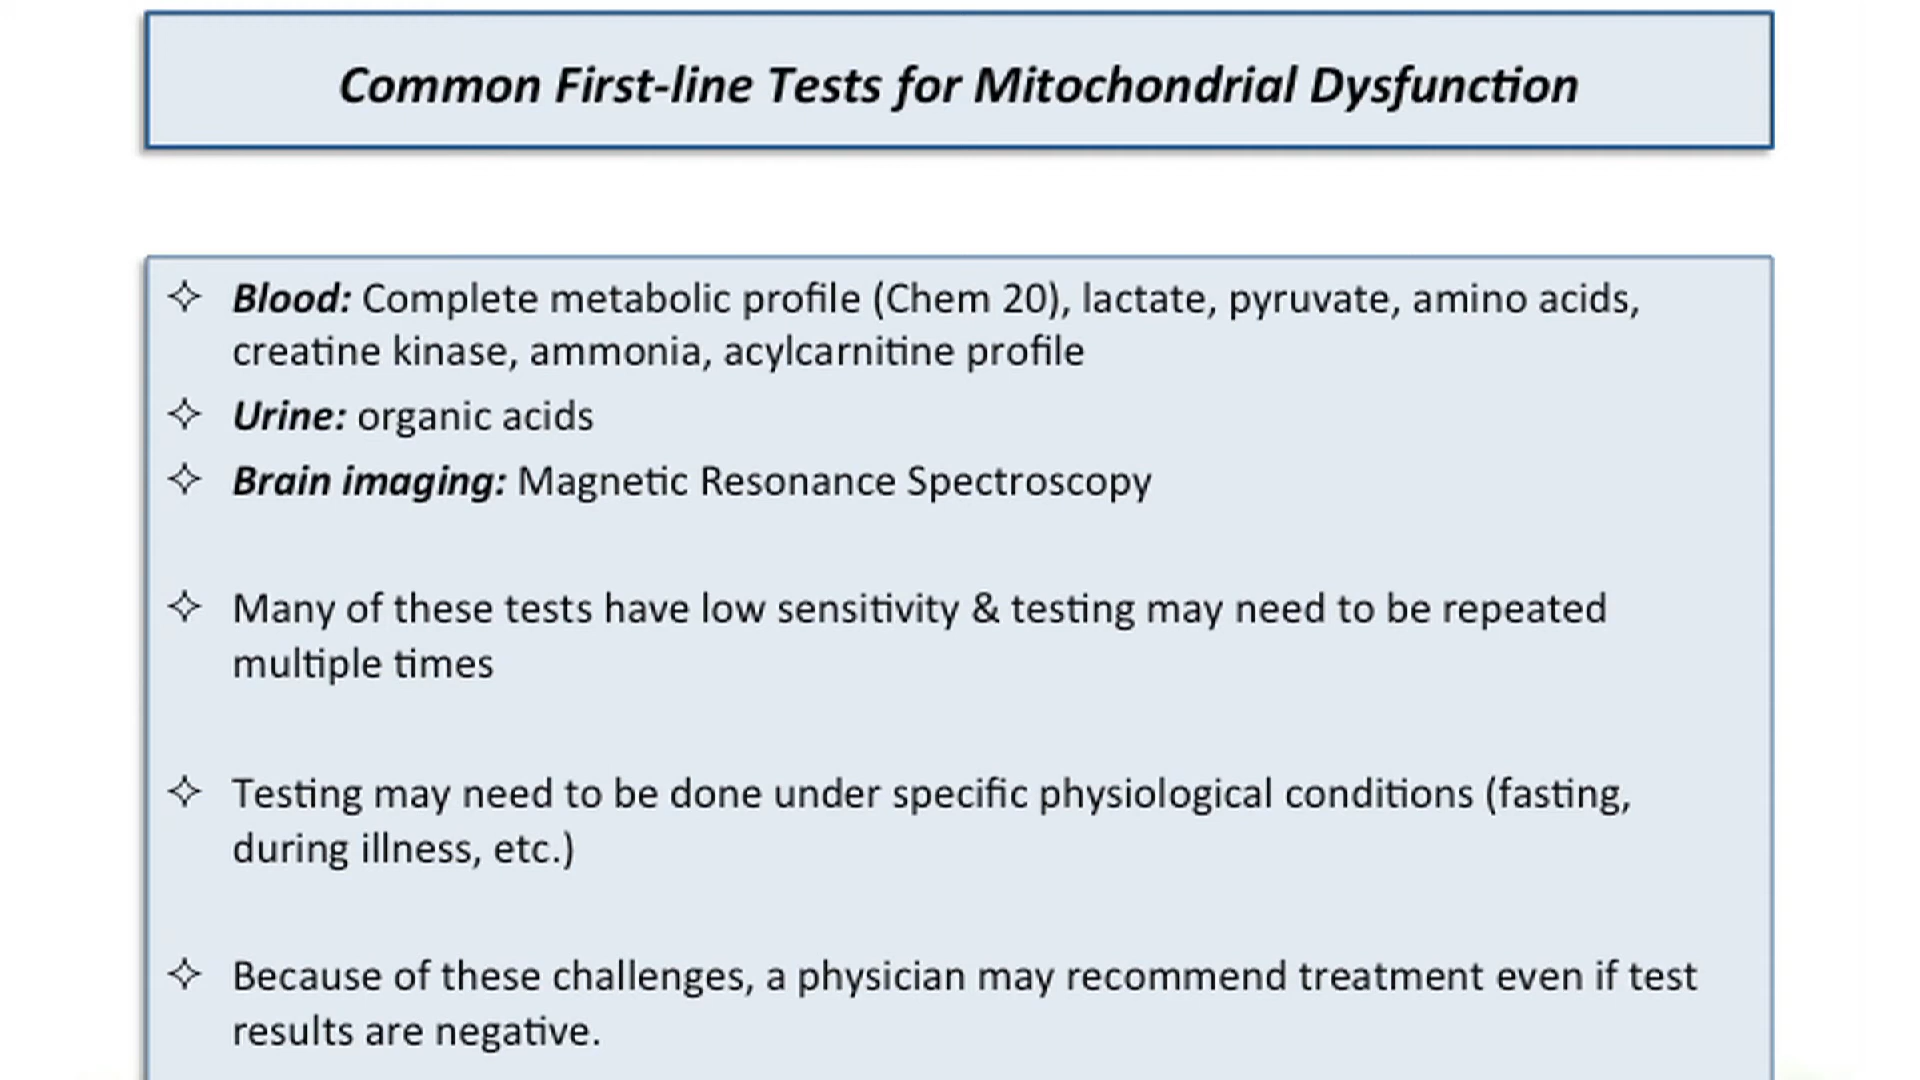 Common First-line Tests for Mitochondrial Dysfunction
✧ Blood: Complete metabolic profile (Chem 20), lactate, pyruvate, amino acids,
creatine kinase, ammonia, acylcarnitine profile
✧ Urine: organic acids
✧ Brain imaging: Magnetic Resonance Spectroscopy
✧ Many of these tests have low sensitivity & testing may need to be repeated
multiple times
✧ Testing may need to be done under specific physiological conditions (fasting,
during illness, etc.)
✧ Because of these challenges, a physician may recommend treatment even if test
results are negative.